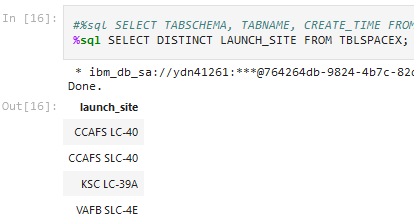 In [16]:
#%sql SELECT TABSCHEMA, TABNAME, CREATE_TIME FROM
%sql SELECT DISTINCT LAUNCH_SITE FROM TBLSPACEX;
* ibm_db_sa://ydn41261:***@764264db-9824-4b7c-82d
Done.
Out[16]:
launch_site
CCAFS LC-40
CCAFS SLC-40
KSC LC-39A
VAFB SLC-4E